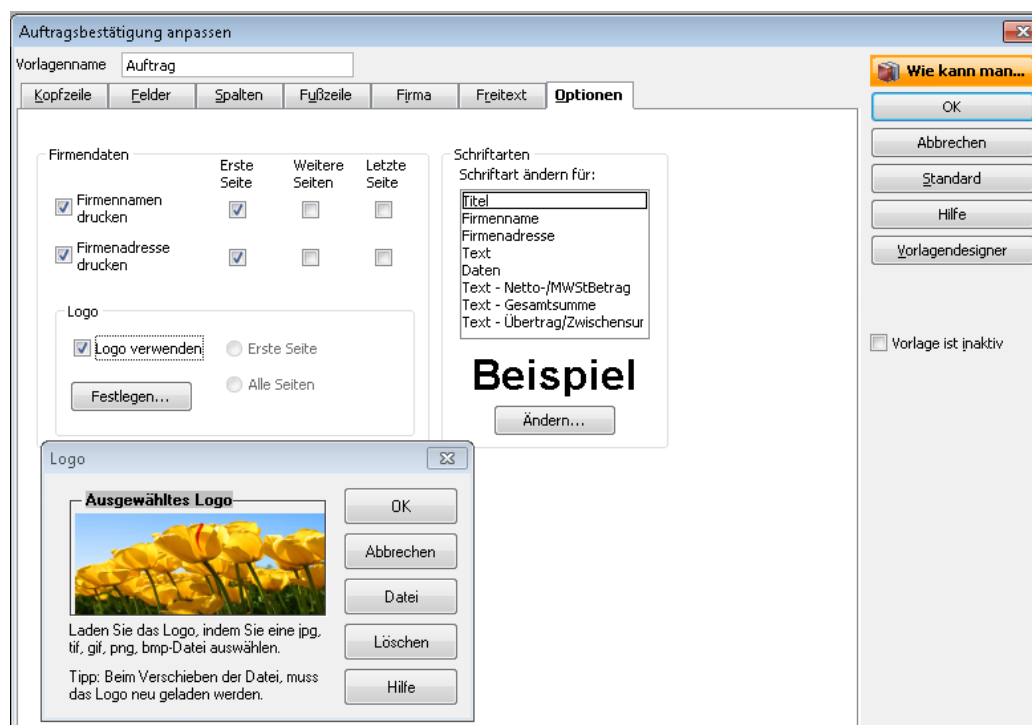 Auftragsbestätigung anpassen
Vorlagenname Auftrag
Kopfzeile Felder Spalten Fußzeile Firma Freitext Optionen
Firmendaten
Erste Seite
Weitere Seiten
Letzte Seite
Firmennamen
drucken
Firmenadresse
drucken
Logo
Logo verwenden
Erste Seite
Alle Seiten
Festlegen...
Schriftarten
Schriftart ändern für:
Titel
Firmenname
Firmenadresse
Text
Daten
Text - Netto-/MWStBetrag
Text - Gesamtsumme
Text - Übertrag/Zwischensur
Beispiel
Ändern...
Wie kann man...
OK
Abbrechen
Standard
Hilfe
Vorlagendesigner
Vorlage ist inaktiv
Logo
Ausgewähltes Logo
Laden Sie das Logo, indem Sie eine jpg,
tif, gif, png, bmp-Datei auswählen.
Tipp: Beim Verschieben der Datei, muss
das Logo neu geladen werden.
OK
Abbrechen
Datei
Löschen
Hilfe